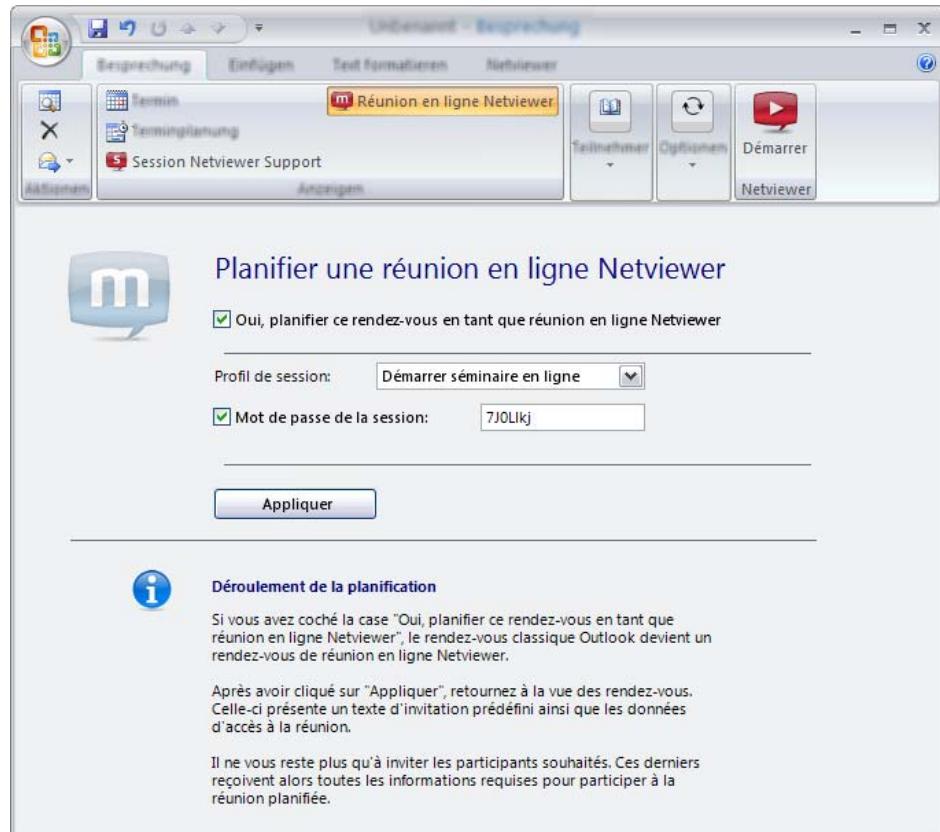 Unbenannt - Besprechung
Besprechung Einfügen Text formatieren Netviewer
Termin
Réunion en ligne Netviewer
Terminplanung
Session Netviewer Support
Teilnehmer
Optionen
Démarrer
Aktionen
Anzeigen
Netviewer
m
Planifier une réunion en ligne Netviewer
Oui, planifier ce rendez-vous en tant que réunion en ligne Netviewer
Profil de session: Démarrer séminaire en ligne
Mot de passe de la session: 7J0Llkj
Appliquer
Déroulement de la planification
Si vous avez coché la case "Oui, planifier ce rendez-vous en tant que
réunion en ligne Netviewer", le rendez-vous classique Outlook devient un
rendez-vous de réunion en ligne Netviewer.
Après avoir cliqué sur "Appliquer", retournez à la vue des rendez-vous.
Celle-ci présente un texte d'invitation prédéfini ainsi que les données
d'accès à la réunion.
Il ne vous reste plus qu'à inviter les participants souhaités. Ces derniers
reçoivent alors toutes les informations requises pour participer à la
réunion planifiée.